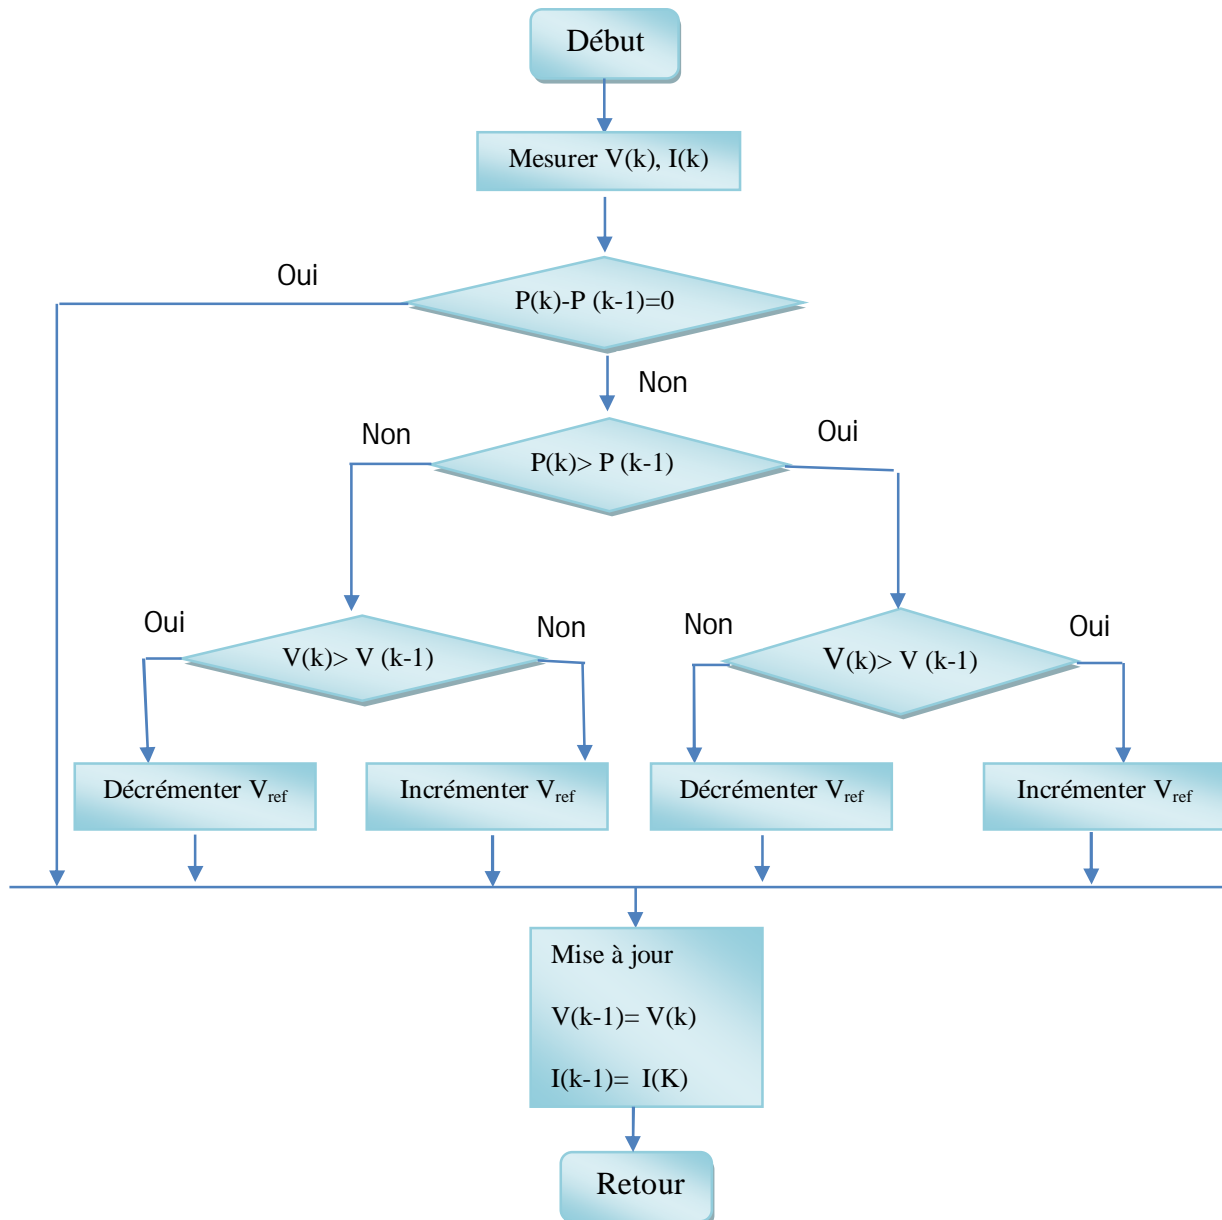 Début
Mesurer V(k), I(k)
Oui
P(k)-P (k-1)=0
Non
Non
Oui
P(k)> P (k-1)
Oui
Non
Non
Oui
V(k)> V (k-1)
V(k)> V (k-1)
Décrémenter Vref
Incrémenter Vref
Décrémenter Vref
Incrémenter Vref
Mise à jour
V(k-1)= V(k)
I(k-1)= I(K)
Retour